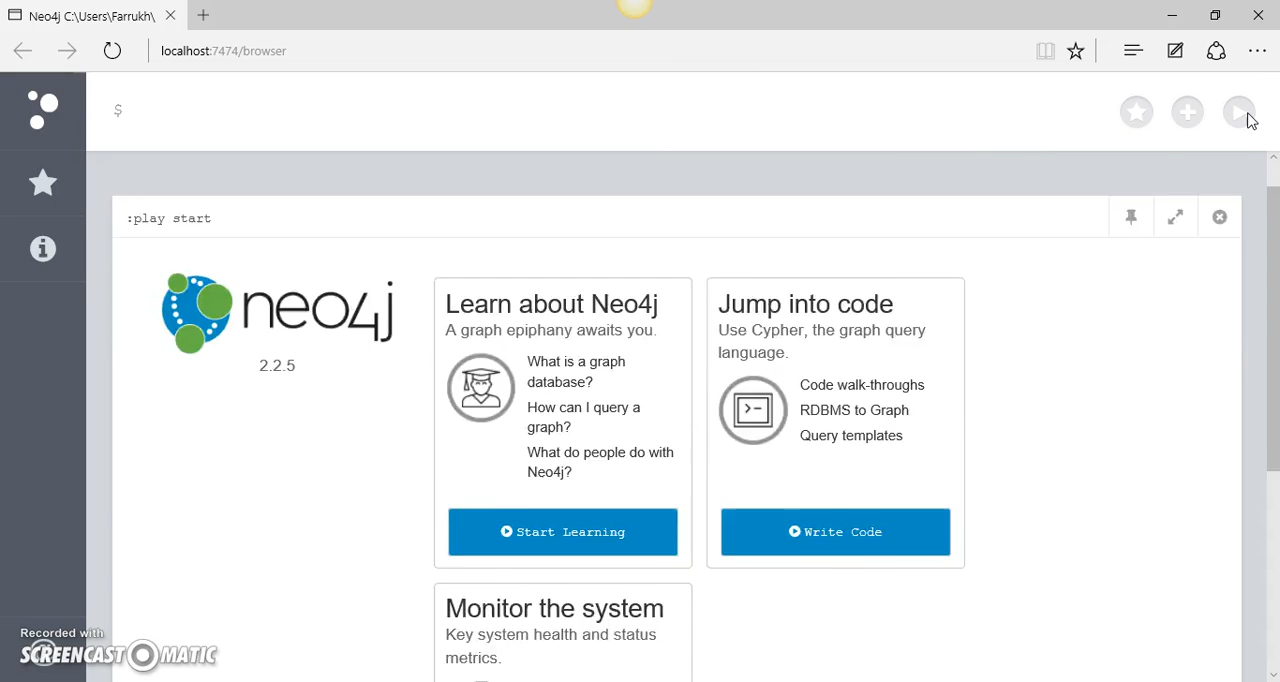 Neo4j C:\Users\Farrukh\
localhost:7474/browser
$
:play start
neo4j
2.2.5
Learn about Neo4j
A graph epiphany awaits you.
What is a graph
database?
How can I query a
graph?
What do people do with
Neo4j?
Start Learning
Jump into code
Use Cypher, the graph query
language.
Code walk-throughs
RDBMS to Graph
Query templates
Write Code
Monitor the system
Key system health and status
metrics.
Recorded with
SCREENCAST-O-MATIC